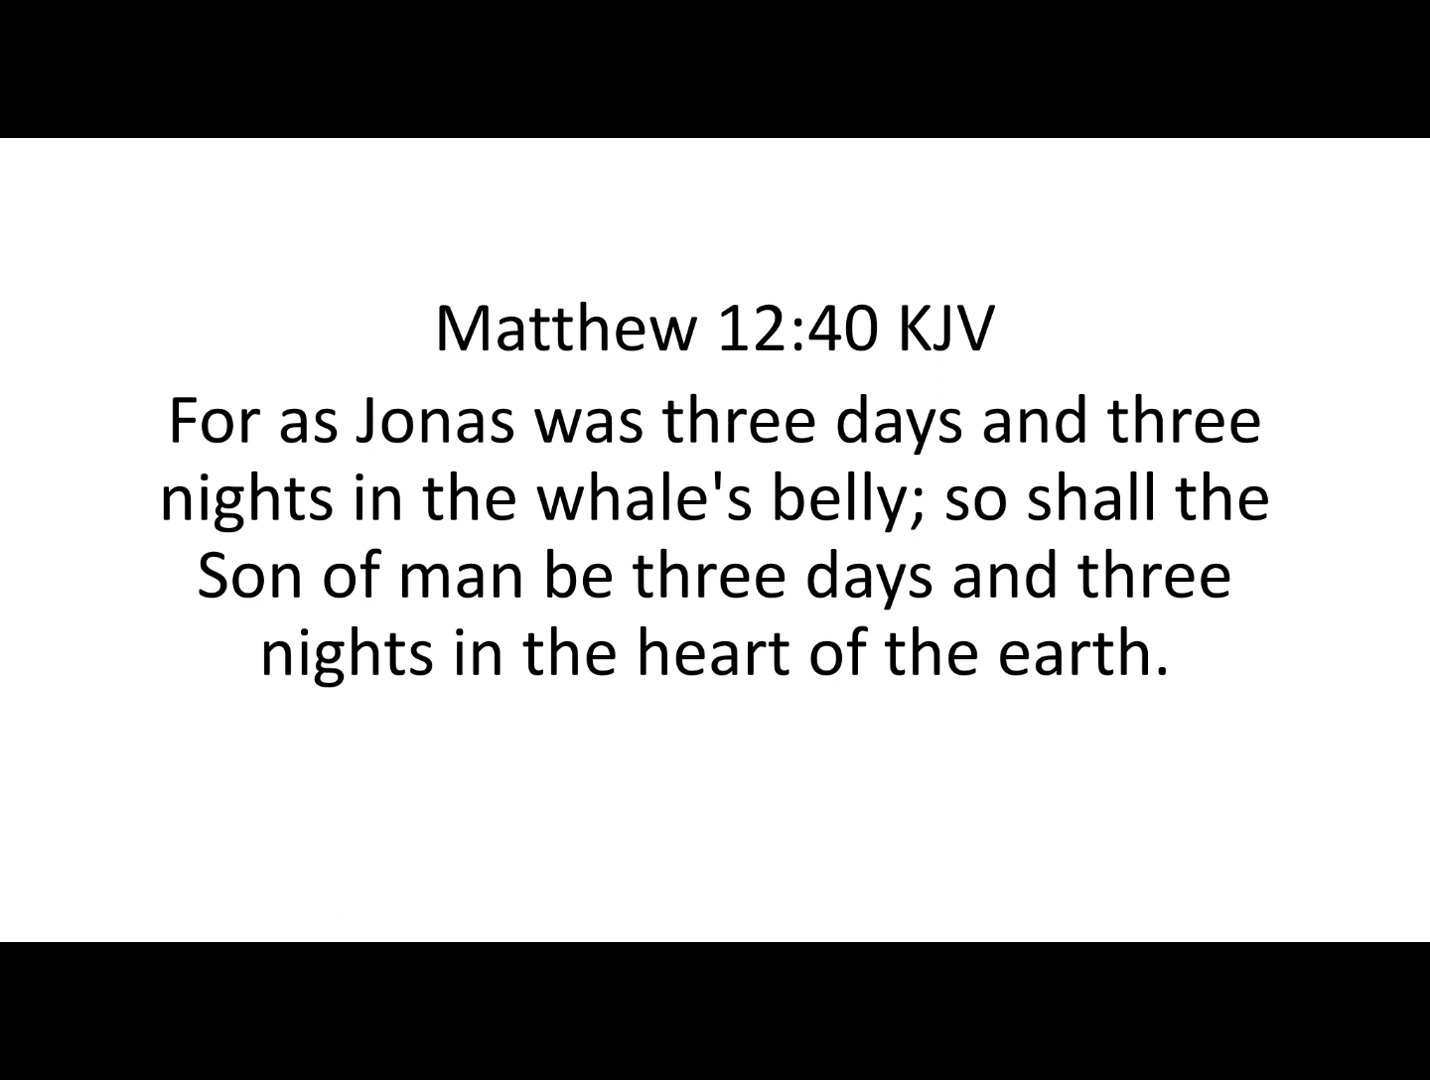 Matthew 12:40 KJV
For as Jonas was three days and three
nights in the whale's belly; so shall the
Son of man be three days and three
nights in the heart of the earth.